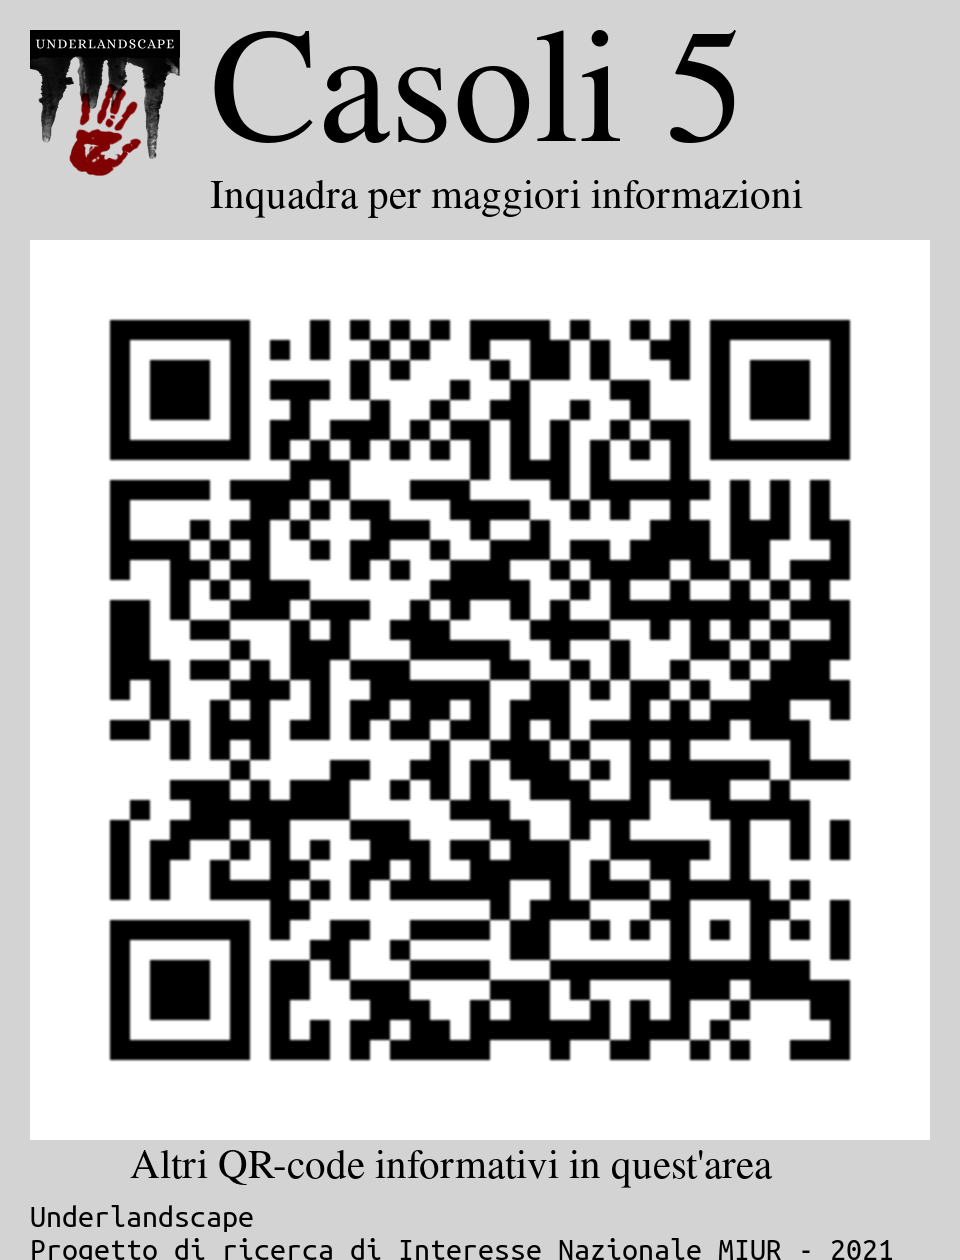 UNDERLANDSCAPE
Casoli 5
Inquadra per maggiori informazioni
Altri QR-code informativi in quest'area
Underlandscape
Progetto di ricerca di Interesse Nazionale MIUR - 2021